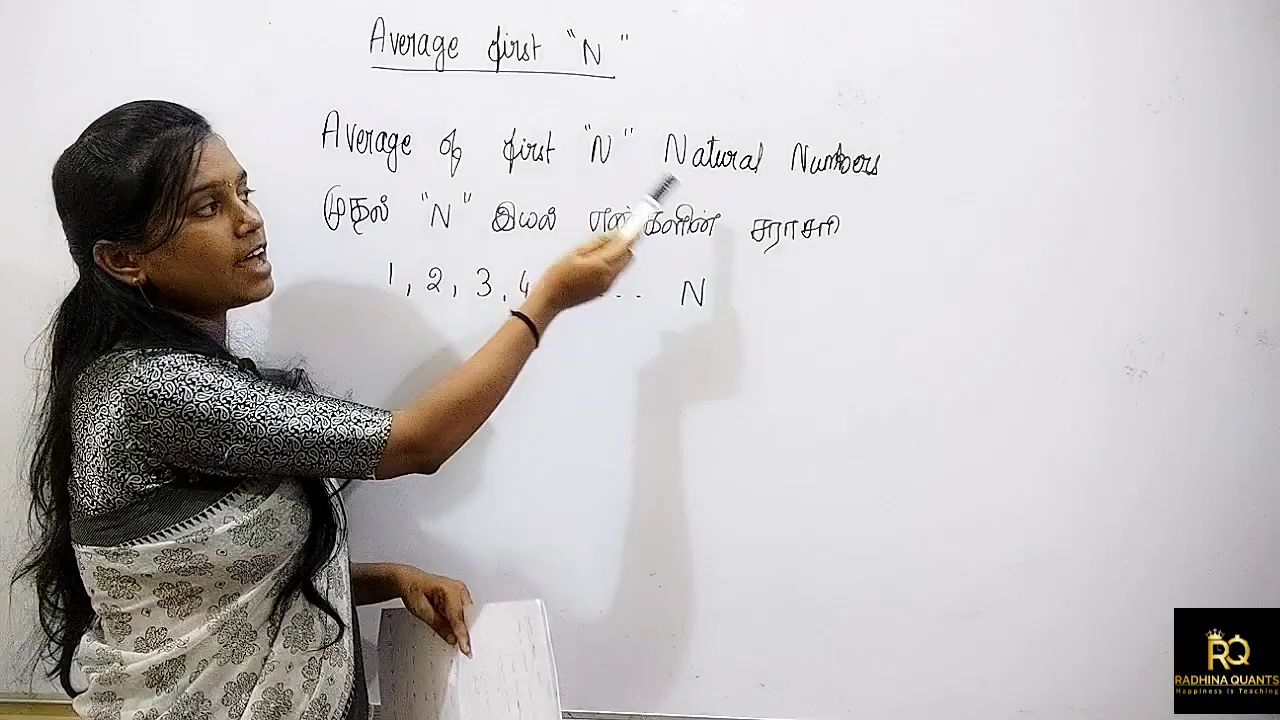 Average first "N"
Average of first "N" Natural Numbers
முதல் "N" இயல் எண்களின் சராசரி
1, 2, 3, 4 . . . N
RQ
RADHINA QUANTS
Happiness is Teaching